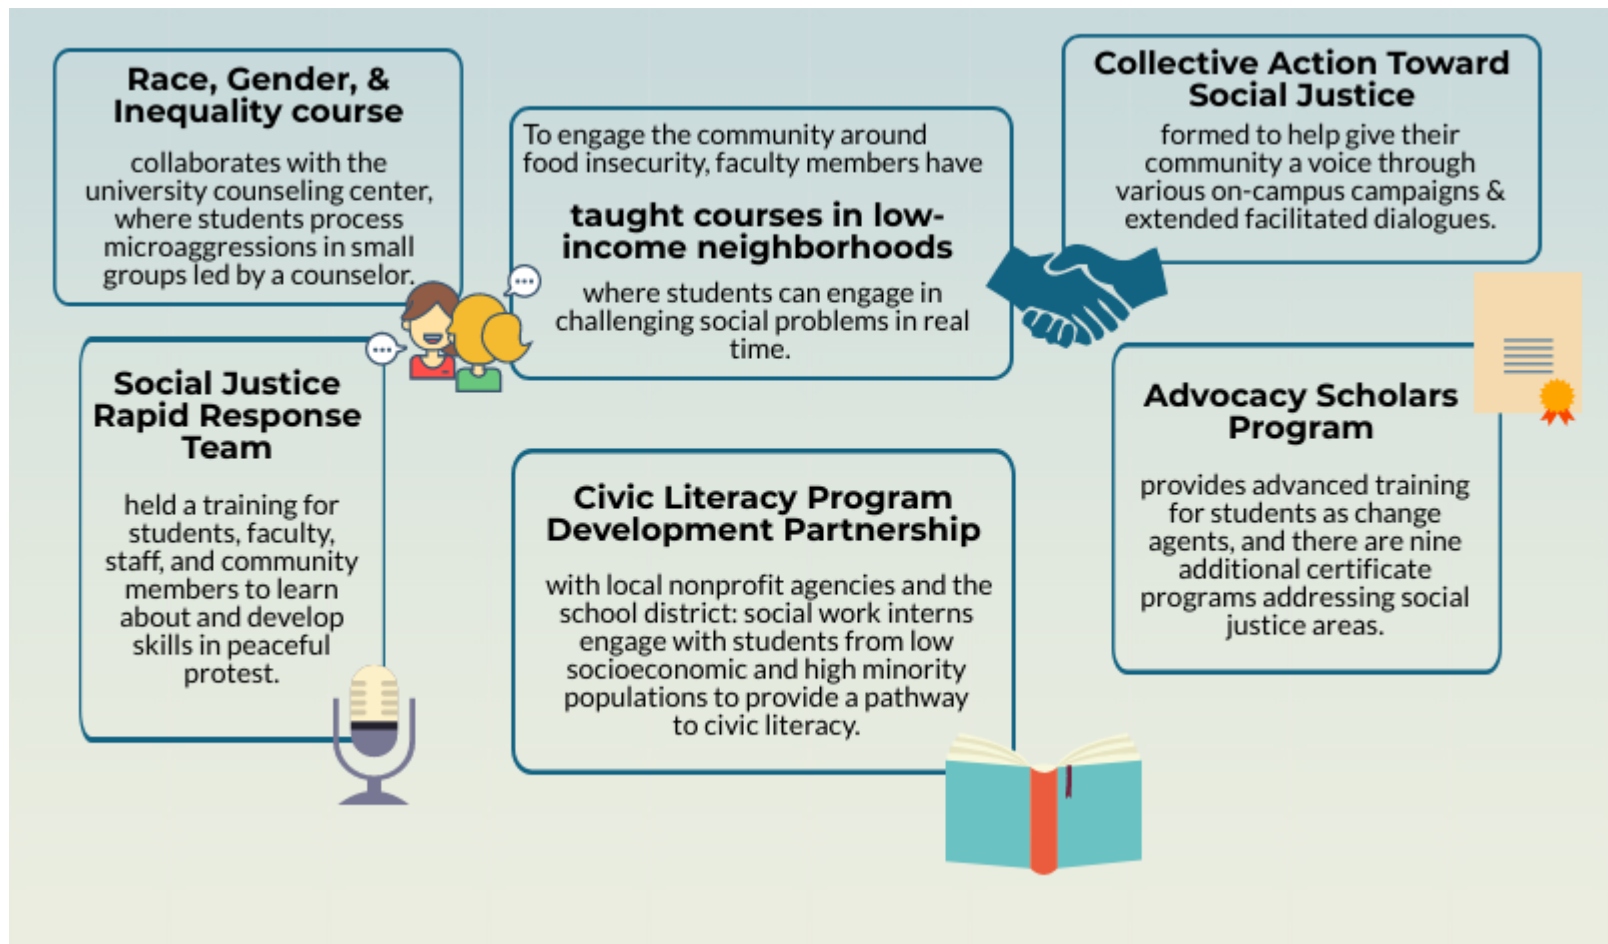 Race, Gender, &
Inequality course
collaborates with the
university counseling center,
where students process
microaggressions in small
groups led by a counselor.
To engage the community around
food insecurity, faculty members have
taught courses in low-
income neighborhoods
where students can engage in
challenging social problems in real
time.
Collective Action Toward
Social Justice
formed to help give their
community a voice through
various on-campus campaigns &
extended facilitated dialogues.
Social Justice
Rapid Response
Team
held a training for
students, faculty,
staff, and community
members to learn
about and develop
skills in peaceful
protest.
Civic Literacy Program
Development Partnership
with local nonprofit agencies and the
school district: social work interns
engage with students from low
socioeconomic and high minority
populations to provide a pathway
to civic literacy.
Advocacy Scholars
Program
provides advanced training
for students as change
agents, and there are nine
additional certificate
programs addressing social
justice areas.